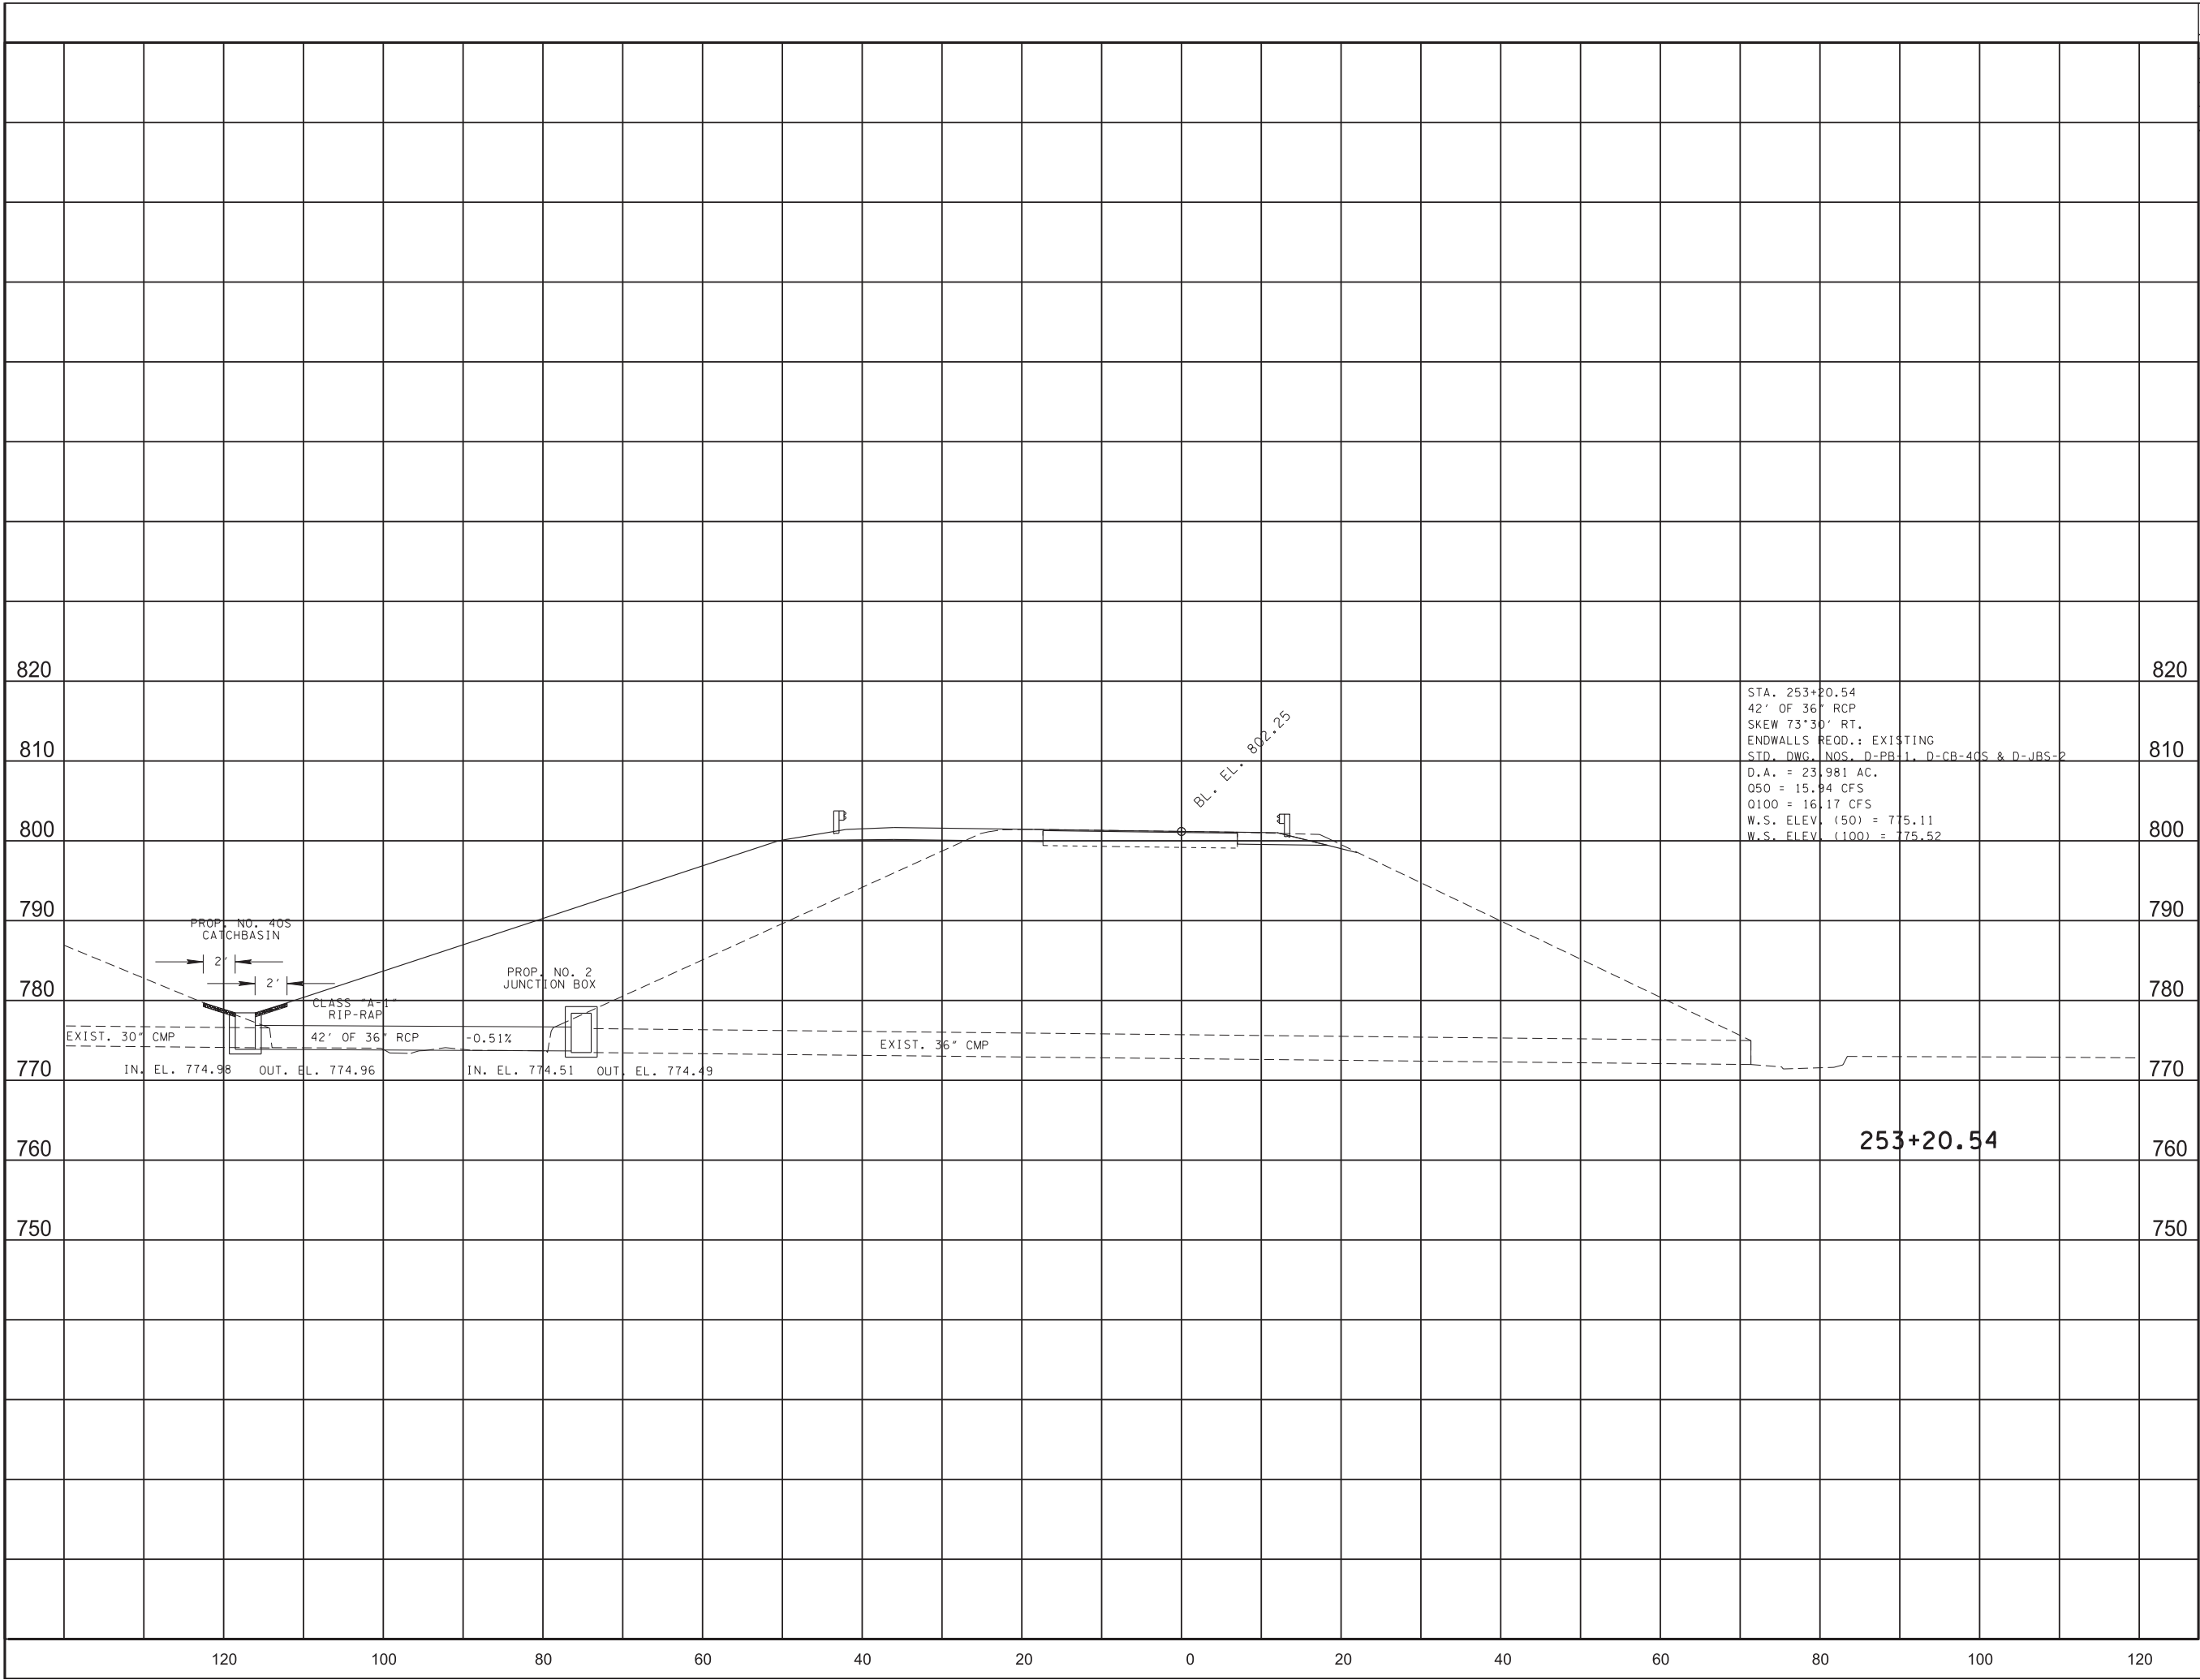 820 820
STA. 253+20.54
42' OF 36" RCP
SKEW 73°30' RT.
ENDWALLS REQD.: EXISTING
STD. DWG. NOS. D-PB-1, D-CB-40S & D-JBS-2
D.A. = 23.981 AC.
Q50 = 15.94 CFS
Q100 = 16.17 CFS
W.S. ELEV. (50) = 775.11
W.S. ELEV. (100) = 775.52
BL. EL. 802.25
810 810
800 800
790 790
PROP. NO. 40S
CATCHBASIN
2'
2'
PROP. NO. 2
JUNCTION BOX
780 780
CLASS "A-1"
RIP-RAP
EXIST. 30" CMP
42' OF 36" RCP
-0.51%
EXIST. 36" CMP
770 770
IN. EL. 774.98
OUT. EL. 774.96
IN. EL. 774.51
OUT. EL. 774.49
253+20.54
760 760
750 750
120 100 80 60 40 20 0 20 40 60 80 100 120